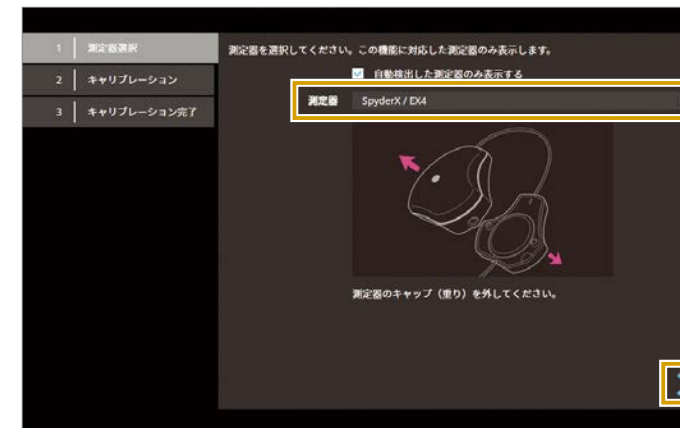 1 測定器選択
2 キャリブレーション
3 キャリブレーション完了
測定器を選択してください。この機能に対応した測定器のみ表示します。
自動検出した測定器のみ表示する
測定器 SpyderX / EX4
測定器のキャップ（重り）を外してください。